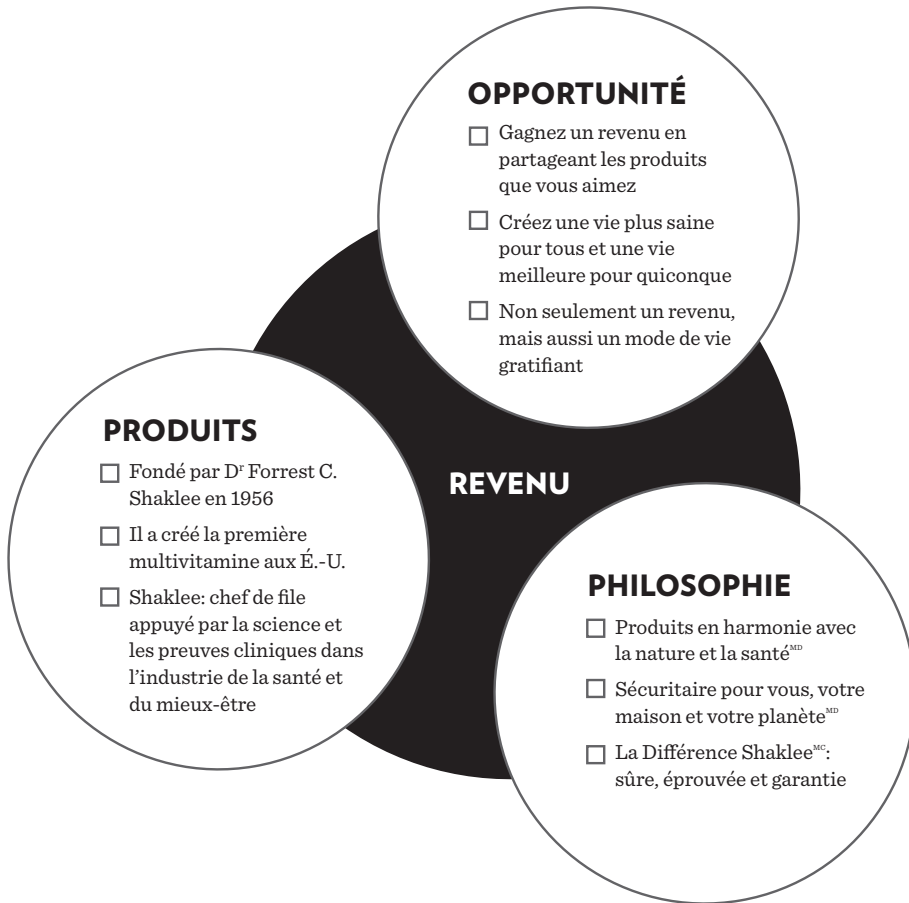 OPPORTUNITÉ
☐ Gagnez un revenu en
partageant les produits
que vous aimez
☐ Créez une vie plus saine
pour tous et une vie
meilleure pour quiconque
☐ Non seulement un revenu,
mais aussi un mode de vie
gratifiant
PRODUITS
☐ Fondé par Dʳ Forrest C.
Shaklee en 1956
☐ Il a créé la première
multivitamine aux É.-U.
☐ Shaklee: chef de file
appuyé par la science et
les preuves cliniques dans
l'industrie de la santé et
du mieux-être
REVENU
PHILOSOPHIE
☐ Produits en harmonie avec
la nature et la santéᴹᴰ
☐ Sécuritaire pour vous, votre
maison et votre planèteᴹᴰ
☐ La Différence Shakleeᴹᶜ:
sûre, éprouvée et garantie